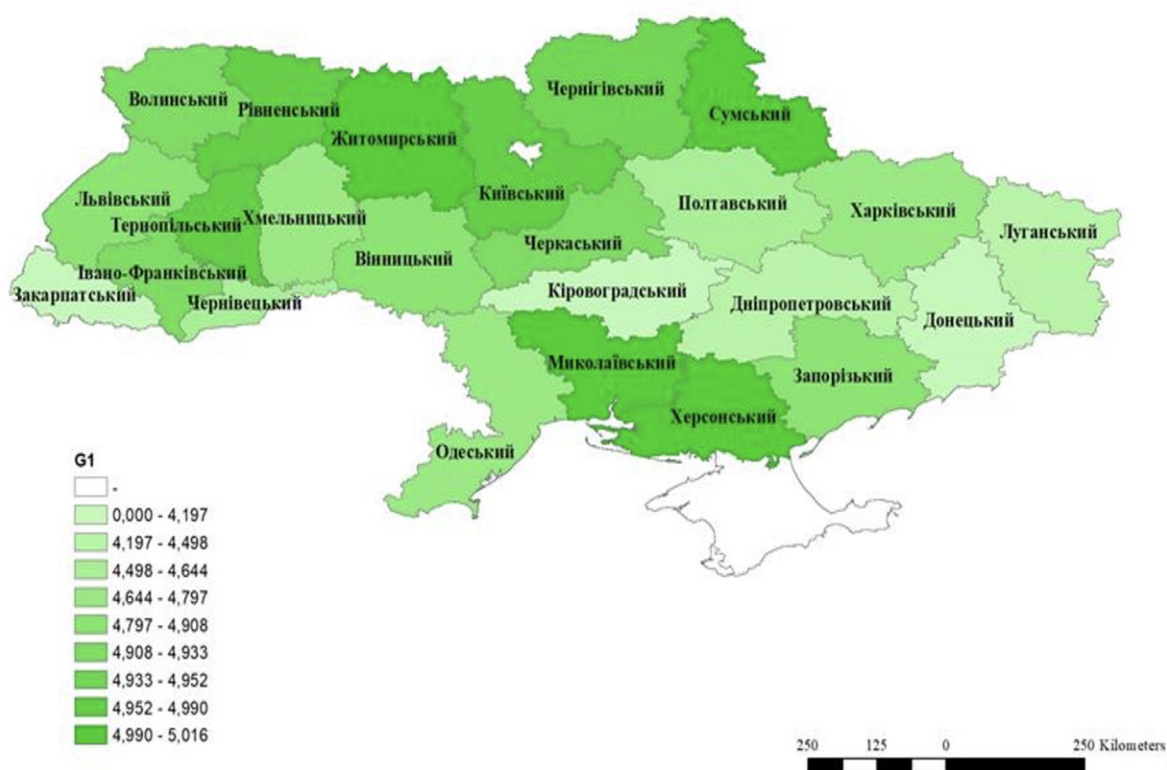 Чернігівський
Волинський
Рівненський
Сумський
Житомирський
Київський
Львівський
Полтавський
Харківський
Тернопільський
Хмельницький
Луганський
Черкаський
Вінницький
Івано-Франківський
Закарпатський
Чернівецький
Кіровоградський
Дніпропетровський
Донецький
Миколаївський
Запорізький
Херсонський
Одеський
G1
-
0,000 - 4,197
4,197 - 4,498
4,498 - 4,644
4,644 - 4,797
4,797 - 4,908
4,908 - 4,933
4,933 - 4,952
4,952 - 4,990
4,990 - 5,016
250 125 0 250 Kilometers